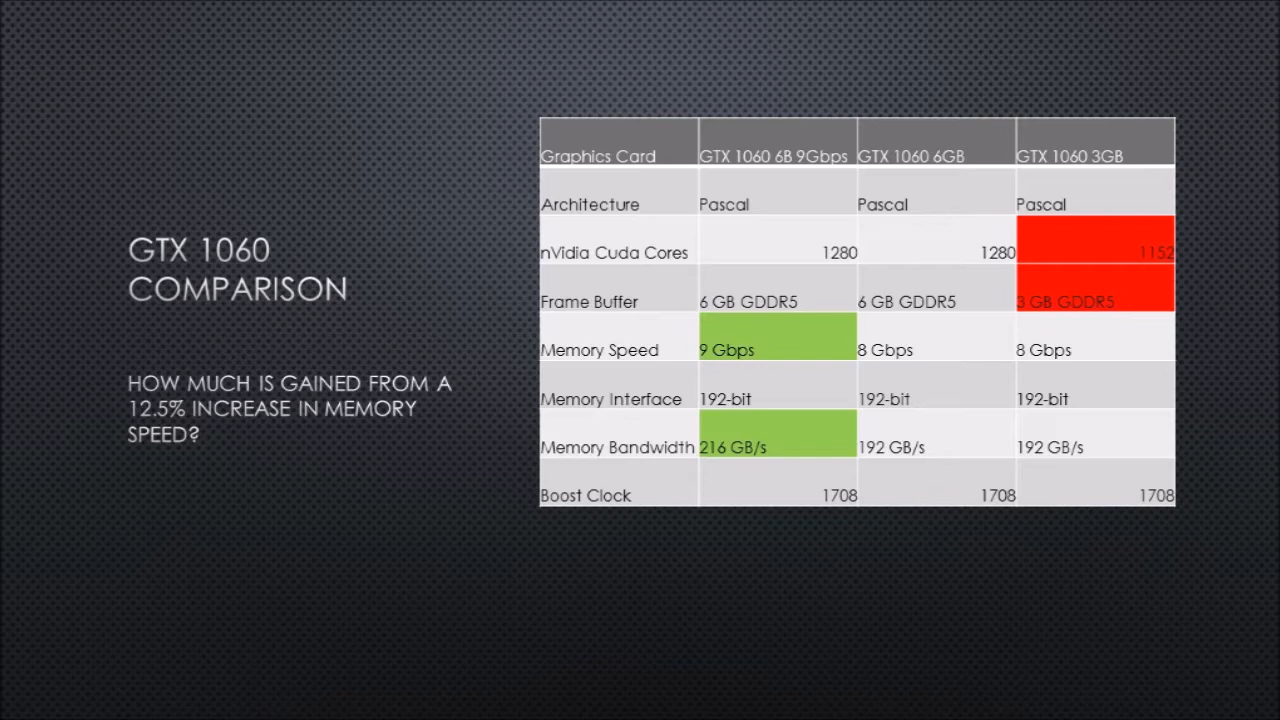 GTX 1060
COMPARISON
HOW MUCH IS GAINED FROM A
12.5% INCREASE IN MEMORY
SPEED?
Graphics Card GTX 1060 6B 9Gbps GTX 1060 6GB GTX 1060 3GB
Architecture Pascal Pascal Pascal
nVidia Cuda Cores 1280 1280 1152
Frame Buffer 6 GB GDDR5 6 GB GDDR5 3 GB GDDR5
Memory Speed 9 Gbps 8 Gbps 8 Gbps
Memory Interface 192-bit 192-bit 192-bit
Memory Bandwidth 216 GB/s 192 GB/s 192 GB/s
Boost Clock 1708 1708 1708